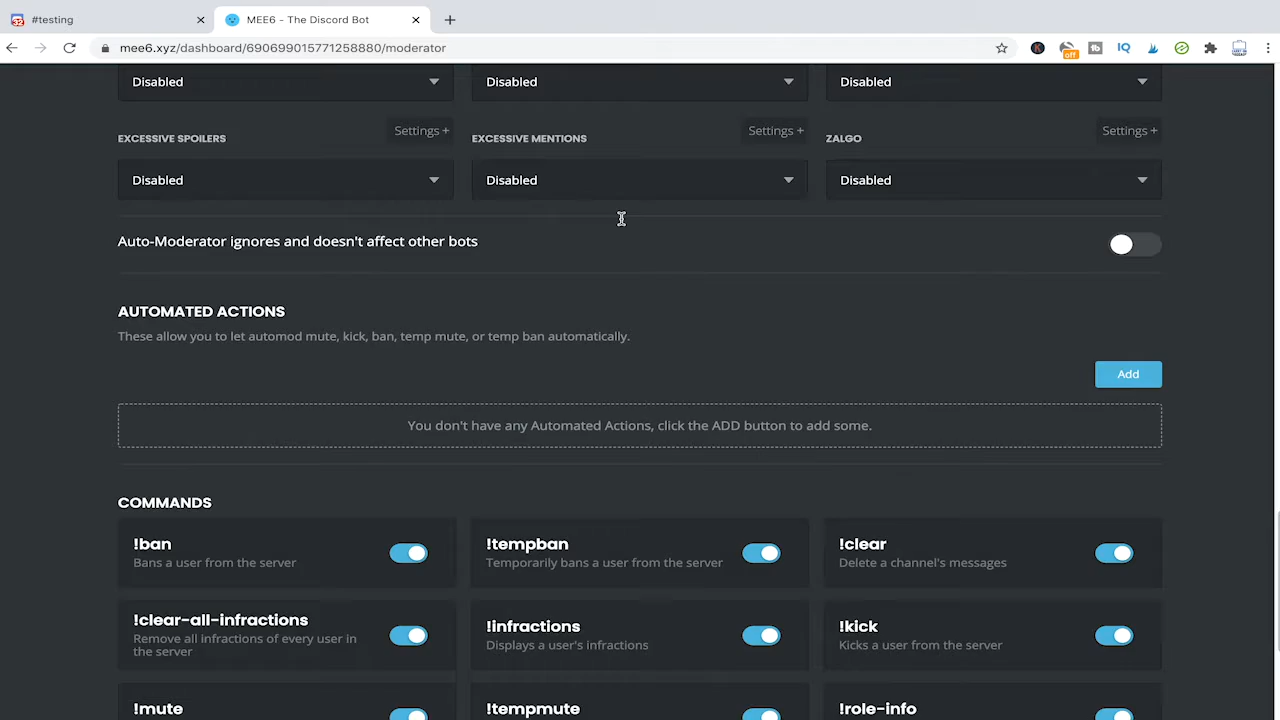 #testing
MEE6 - The Discord Bot
mee6.xyz/dashboard/690699015771258880/moderator
off
tb
IQ
Disabled Disabled Disabled
EXCESSIVE SPOILERS Settings + EXCESSIVE MENTIONS Settings + ZALGO Settings +
Disabled Disabled Disabled
Auto-Moderator ignores and doesn't affect other bots
AUTOMATED ACTIONS
These allow you to let automod mute, kick, ban, temp mute, or temp ban automatically.
Add
You don't have any Automated Actions, click the ADD button to add some.
COMMANDS
!ban
Bans a user from the server
!tempban
Temporarily bans a user from the server
!clear
Delete a channel's messages
!clear-all-infractions
Remove all infractions of every user in
the server
!infractions
Displays a user's infractions
!kick
Kicks a user from the server
!mute
!tempmute
!role-info